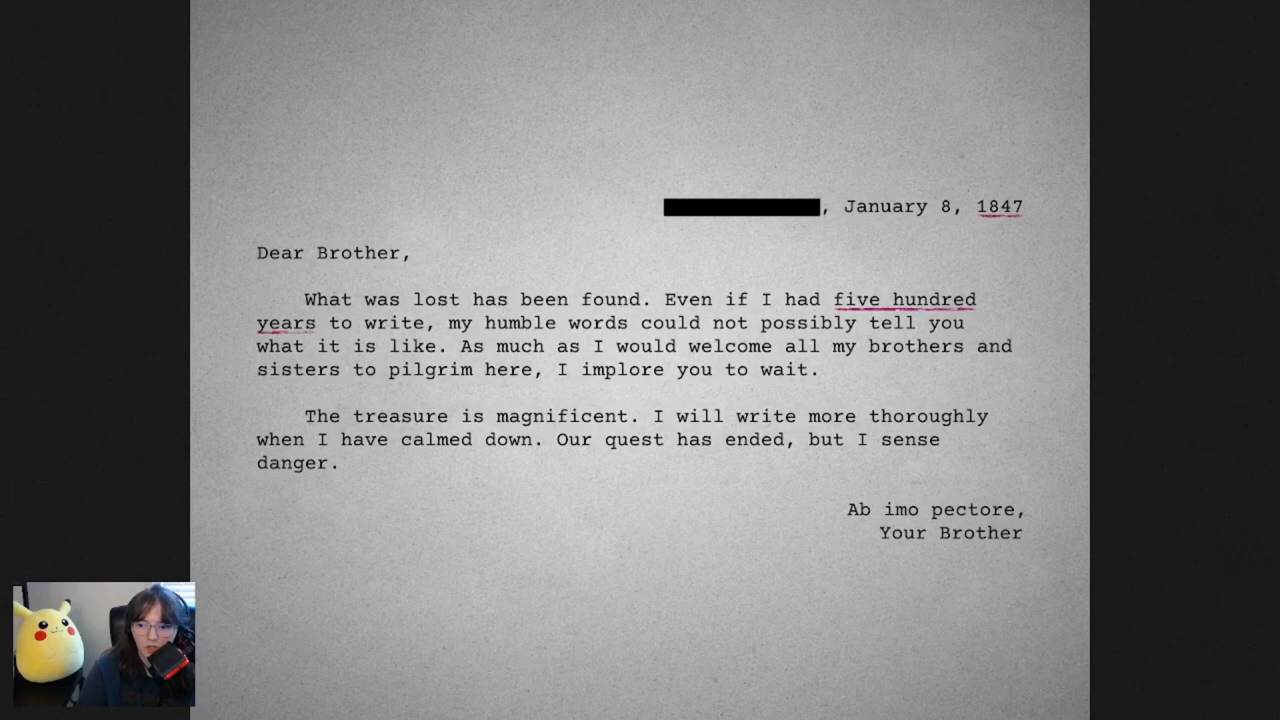 , January 8, 1847
Dear Brother,
What was lost has been found. Even if I had five hundred
years to write, my humble words could not possibly tell you
what it is like. As much as I would welcome all my brothers and
sisters to pilgrim here, I implore you to wait.
The treasure is magnificent. I will write more thoroughly
when I have calmed down. Our quest has ended, but I sense
danger.
Ab imo pectore,
Your Brother